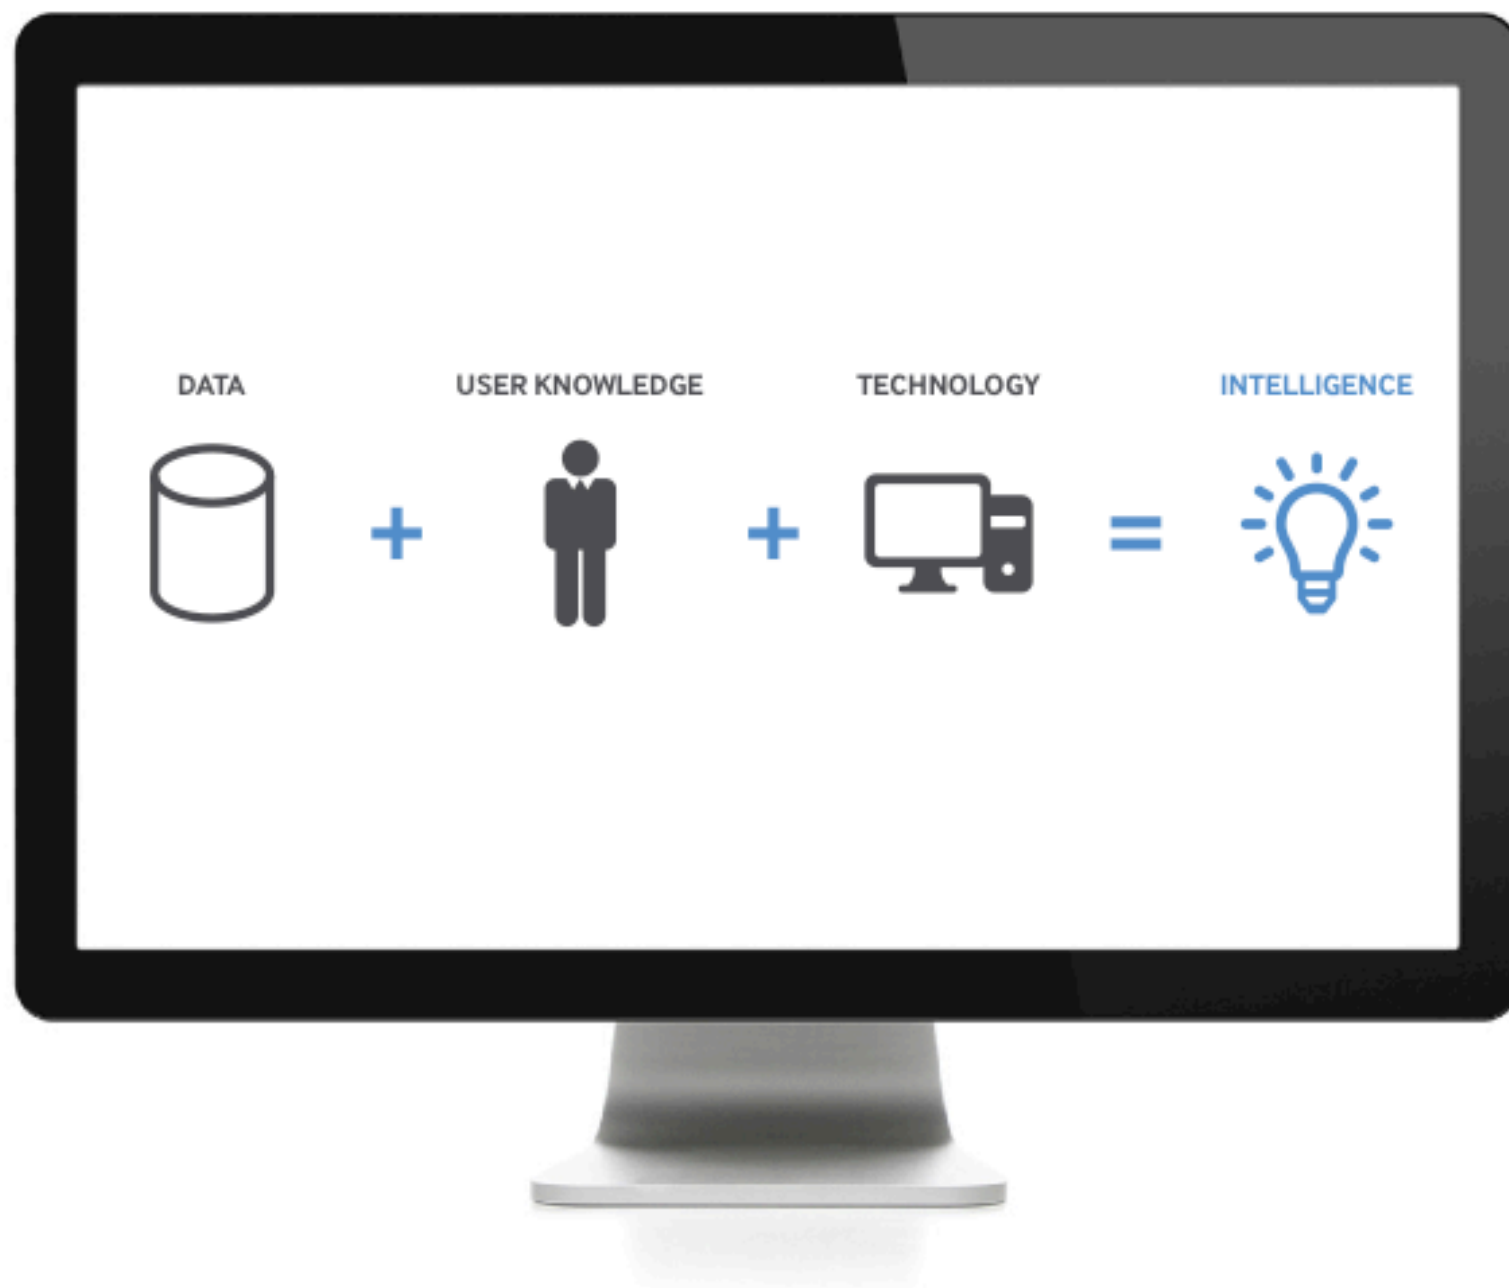 DATA + USER KNOWLEDGE + TECHNOLOGY = INTELLIGENCE